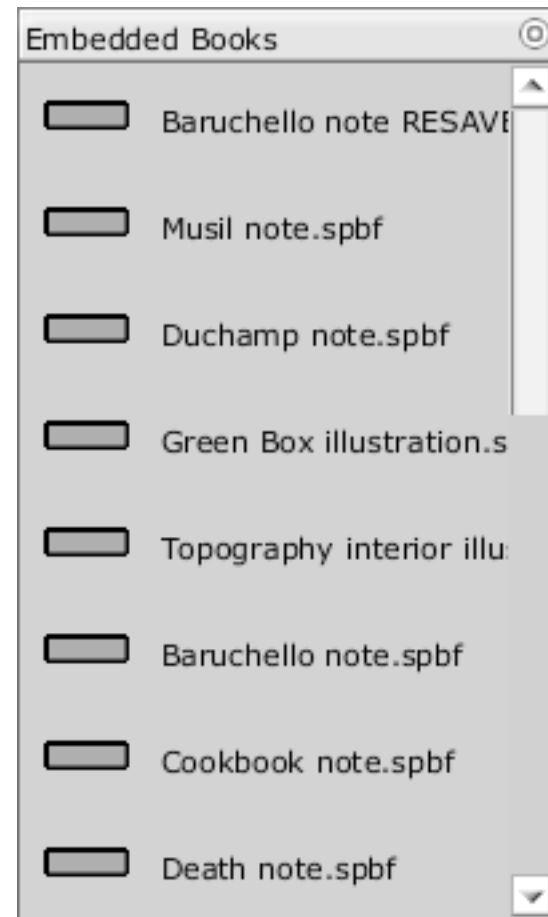 Embedded Books
Baruchello note RESAVE
Musil note.spbf
Duchamp note.spbf
Green Box illustration.s
Topography interior illu
Baruchello note.spbf
Cookbook note.spbf
Death note.spbf